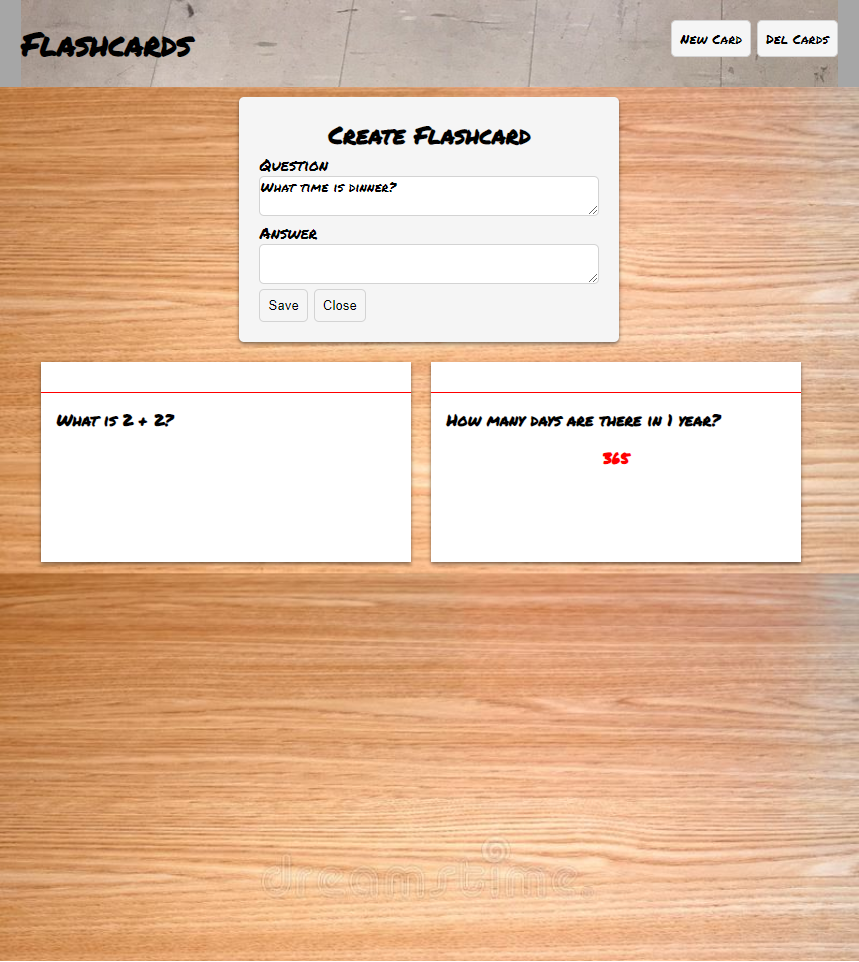 Flashcards
New Card
Del Cards
Create Flashcard
Question
What time is dinner?
Answer
Save
Close
What is 2 + 2?
How many days are there in 1 year?
365
dreamstime.